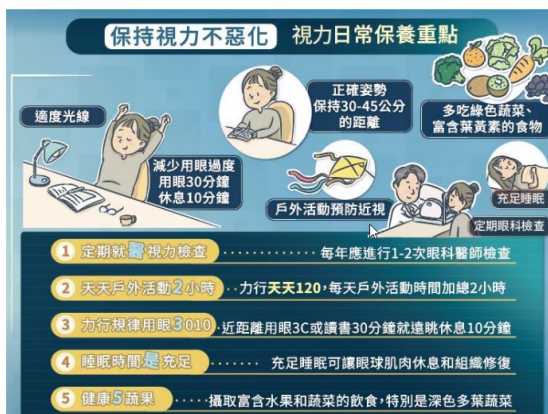 保持視力不惡化 視力日常保養重點
適度光線
減少用眼過度
用眼30分鐘
休息10分鐘
正確姿勢
保持30-45公分
的距離
多吃綠色蔬菜、
富含葉黃素的食物
戶外活動預防近視
充足睡眠
定期眼科檢查
1 定期就醫視力檢查 ············ 每年應進行1-2次眼科醫師檢查
2 天天戶外活動2小時 ·· 力行天天120,每天戶外活動時間加總2小時
3 力行規律用眼3010 · 近距離用眼3C或讀書30分鐘就遠眺休息10分鐘
4 睡眠時間是充足 ······· 充足睡眠可讓眼球肌肉休息和組織修復
5 健康5蔬果 ····· 攝取富含水果和蔬菜的飲食,特別是深色多葉蔬菜